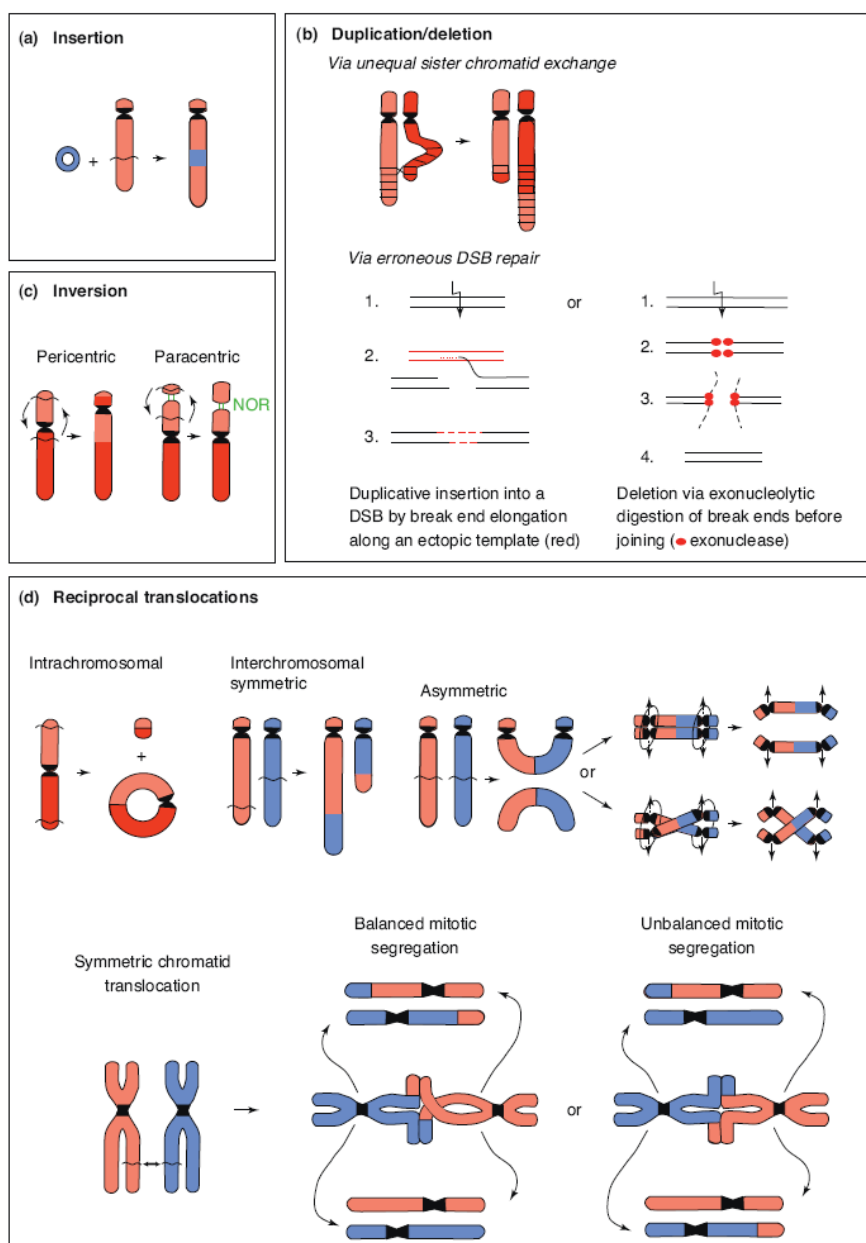 (a) Insertion
+
(b) Duplication/deletion
Via unequal sister chromatid exchange
Via erroneous DSB repair
1.
2.
3.
or
1.
2.
3.
4.
Duplicative insertion into a
DSB by break end elongation
along an ectopic template (red)
Deletion via exonucleolytic
digestion of break ends before
joining ( exonuclease)
(c) Inversion
Pericentric
Paracentric
NOR
(d) Reciprocal translocations
Intrachromosomal
+
Interchromosomal
symmetric
Asymmetric
or
Symmetric chromatid
translocation
Balanced mitotic
segregation
or
Unbalanced mitotic
segregation